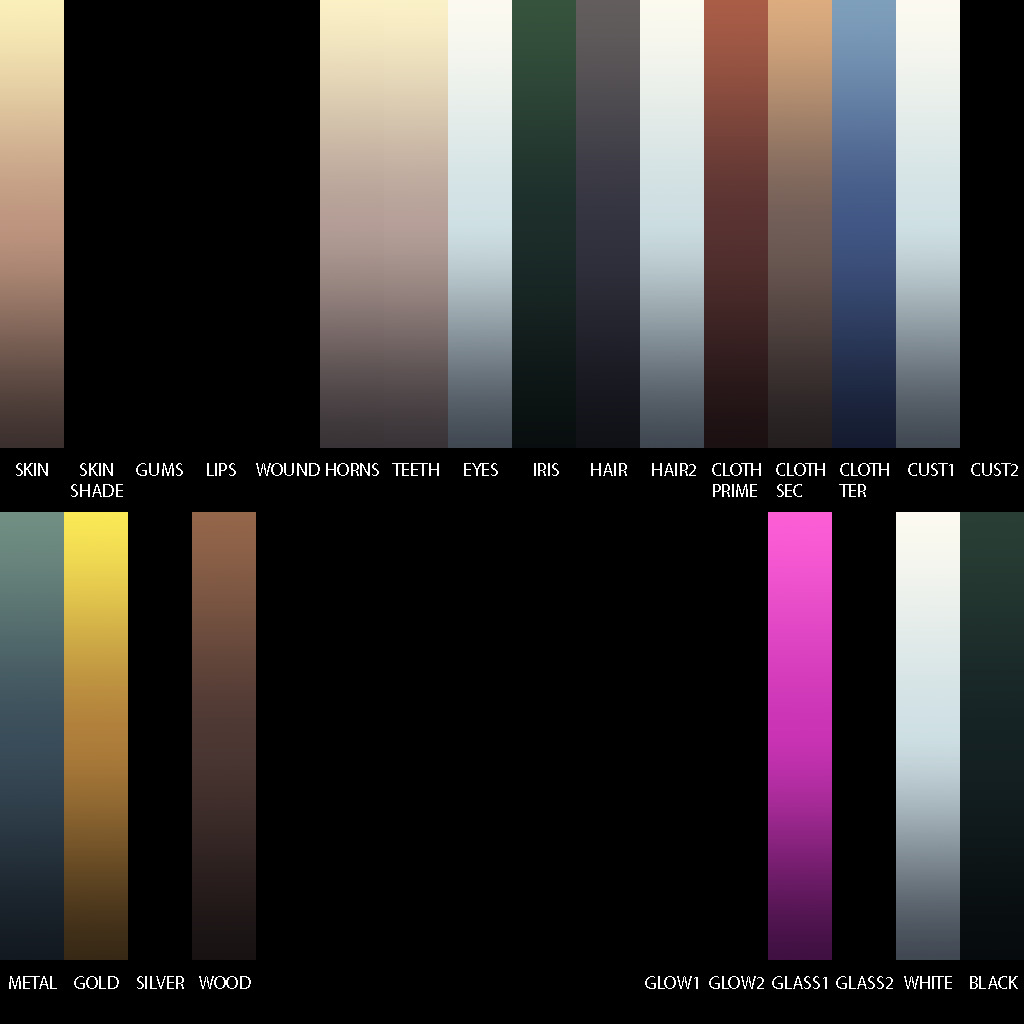 SKIN SKIN GUMS LIPS WOUND HORNS TEETH EYES IRIS HAIR HAIR2 CLOTH CLOTH CLOTH CUST1 CUST2
SHADE PRIME SEC TER
METAL GOLD SILVER WOOD GLOW1 GLOW2 GLASS1 GLASS2 WHITE BLACK